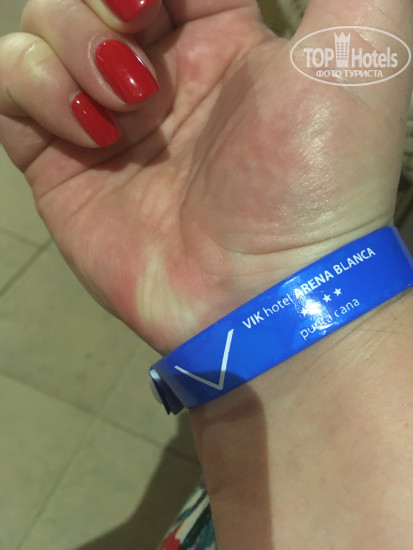 TOP Hotels
ФОТО ТУРИСТА
VIK hotel ARENA BLANCA
punta cana